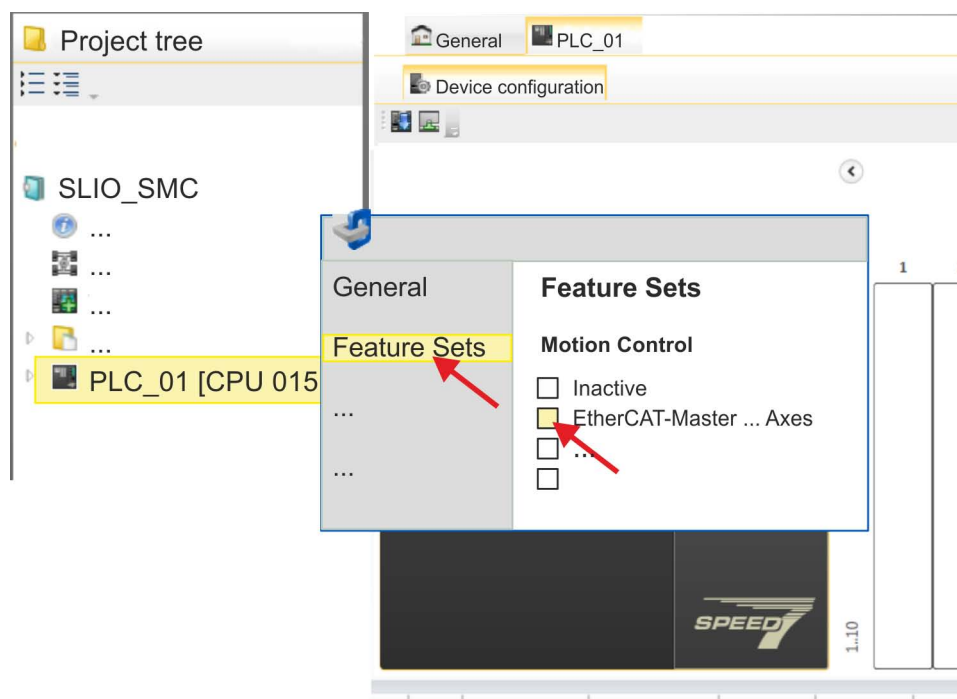 Project tree
SLIO_SMC
...
...
...
...
PLC_01 [CPU 015
General
PLC_01
Device configuration
General
Feature Sets
...
...
Feature Sets
Motion Control
Inactive
EtherCAT-Master ... Axes
...
1
SPEED7
1..10